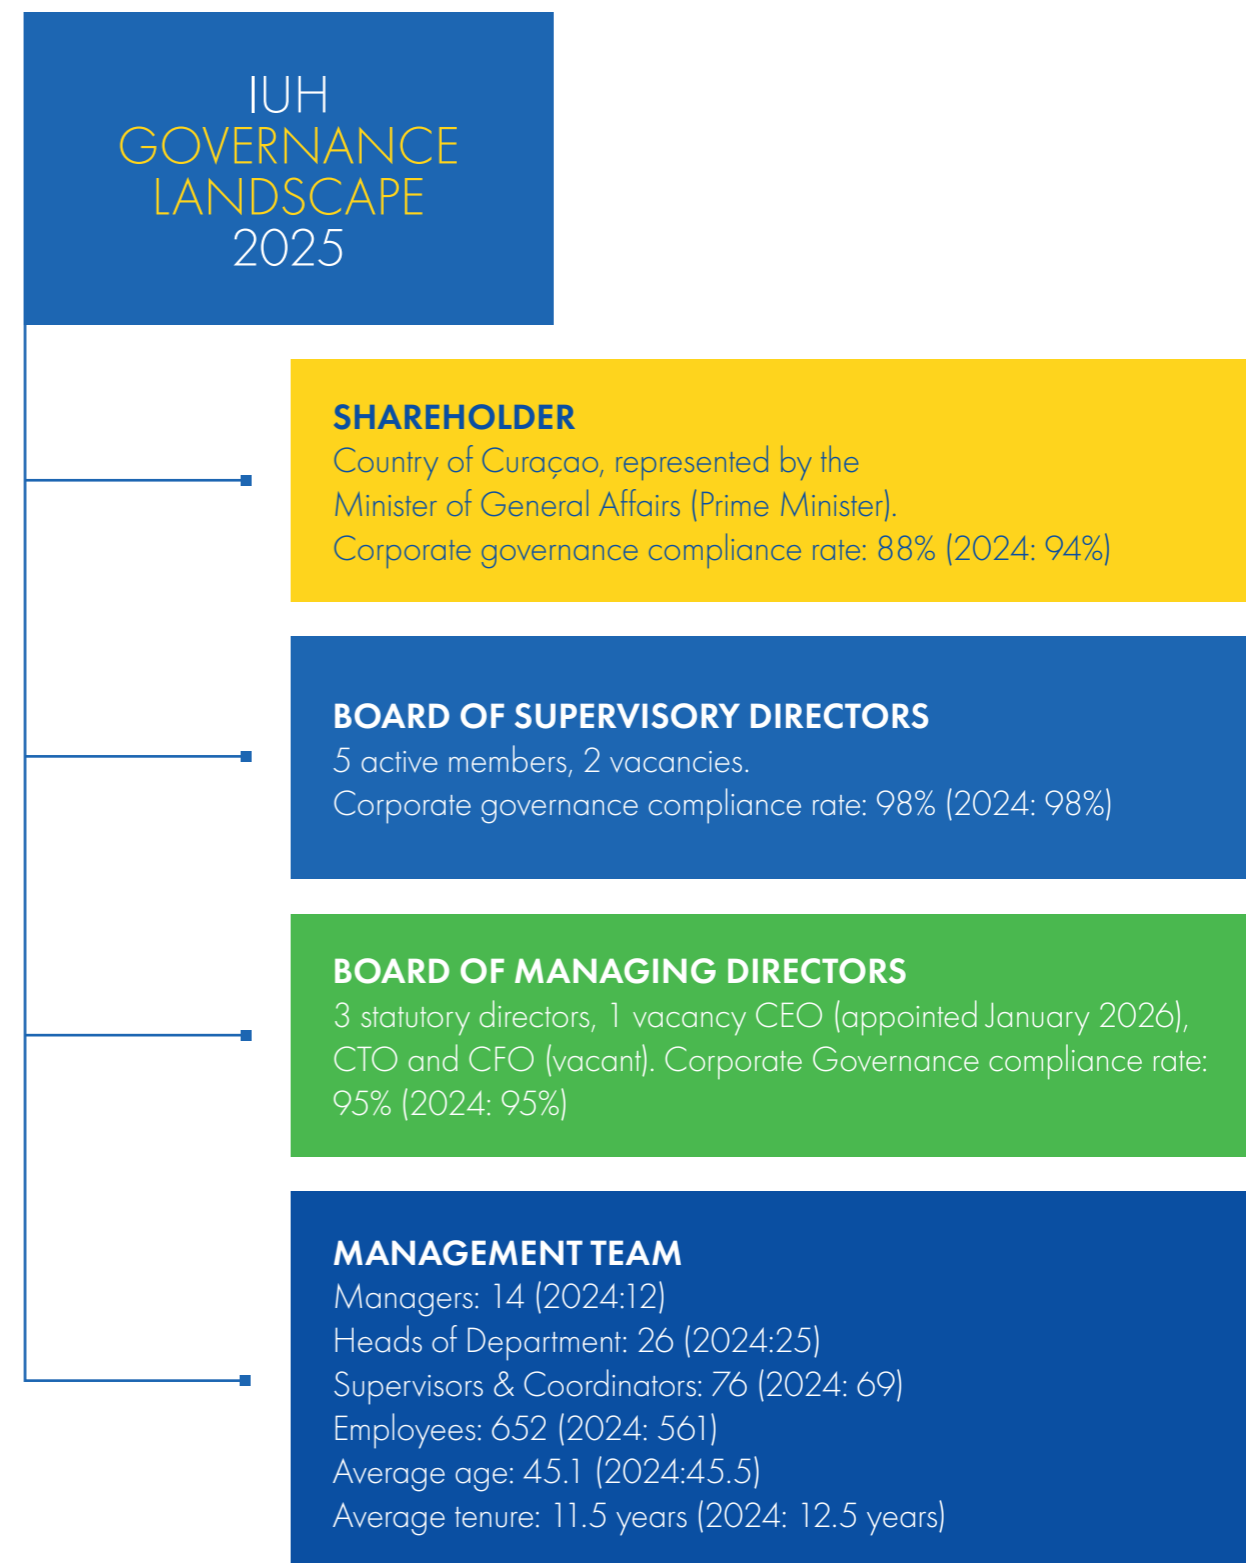 IUH
GOVERNANCE
LANDSCAPE
2025
SHAREHOLDER
Country of Curaçao, represented by the
Minister of General Affairs (Prime Minister).
Corporate governance compliance rate: 88% (2024: 94%)
BOARD OF SUPERVISORY DIRECTORS
5 active members, 2 vacancies.
Corporate governance compliance rate: 98% (2024: 98%)
BOARD OF MANAGING DIRECTORS
3 statutory directors, 1 vacancy CEO (appointed January 2026),
CTO and CFO (vacant). Corporate Governance compliance rate:
95% (2024: 95%)
MANAGEMENT TEAM
Managers: 14 (2024:12)
Heads of Department: 26 (2024:25)
Supervisors & Coordinators: 76 (2024: 69)
Employees: 652 (2024: 561)
Average age: 45.1 (2024:45.5)
Average tenure: 11.5 years (2024: 12.5 years)